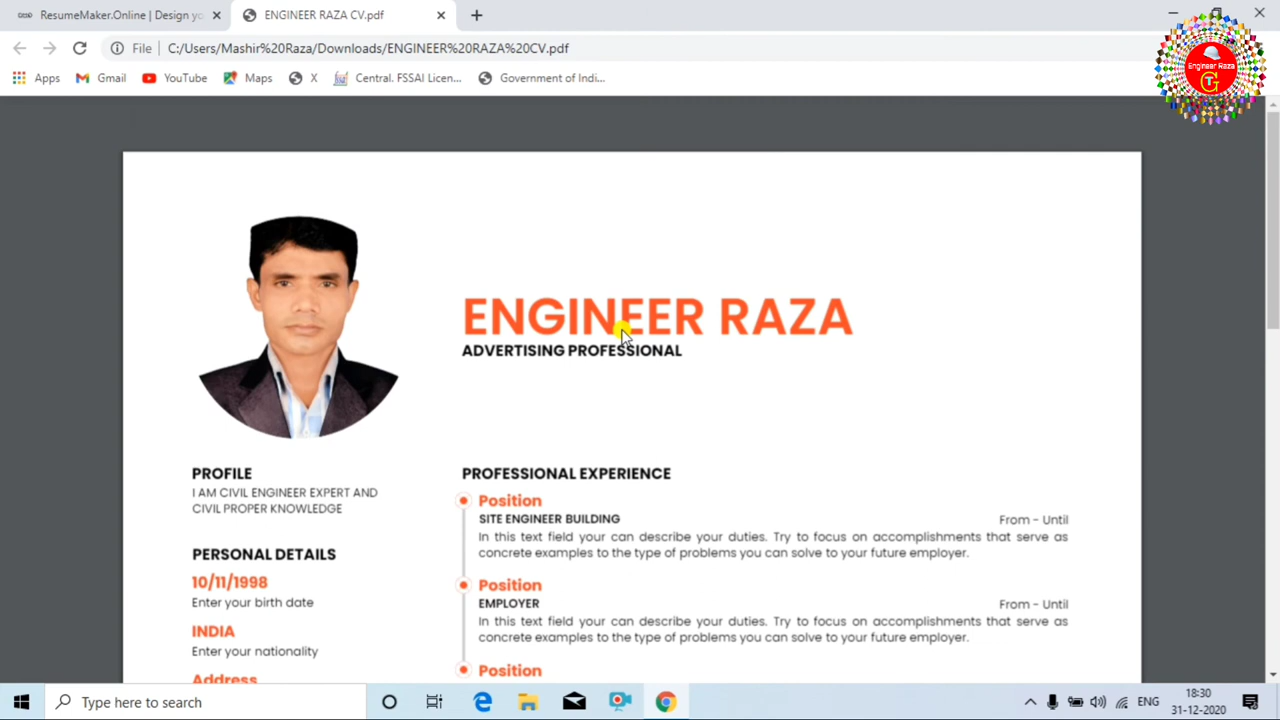 ResumeMaker.Online | Design yo
ENGINEER RAZA CV.pdf
File
C:/Users/Mashir%20Raza/Downloads/ENGINEER%20RAZA%20CV.pdf
Apps
Gmail
YouTube
Maps
X
Central. FSSAI Licen...
Government of Indi...
Engineer Raza
TG
ENGINEER RAZA
ADVERTISING PROFESSIONAL
PROFILE
I AM CIVIL ENGINEER EXPERT AND
CIVIL PROPER KNOWLEDGE
PERSONAL DETAILS
10/11/1998
Enter your birth date
INDIA
Enter your nationality
Address
PROFESSIONAL EXPERIENCE
Position
SITE ENGINEER BUILDING
From - Until
In this text field your can describe your duties. Try to focus on accomplishments that serve as
concrete examples to the type of problems you can solve to your future employer.
Position
EMPLOYER
From - Until
In this text field your can describe your duties. Try to focus on accomplishments that serve as
concrete examples to the type of problems you can solve to your future employer.
Position
Type here to search
ENG
18:30
31-12-2020